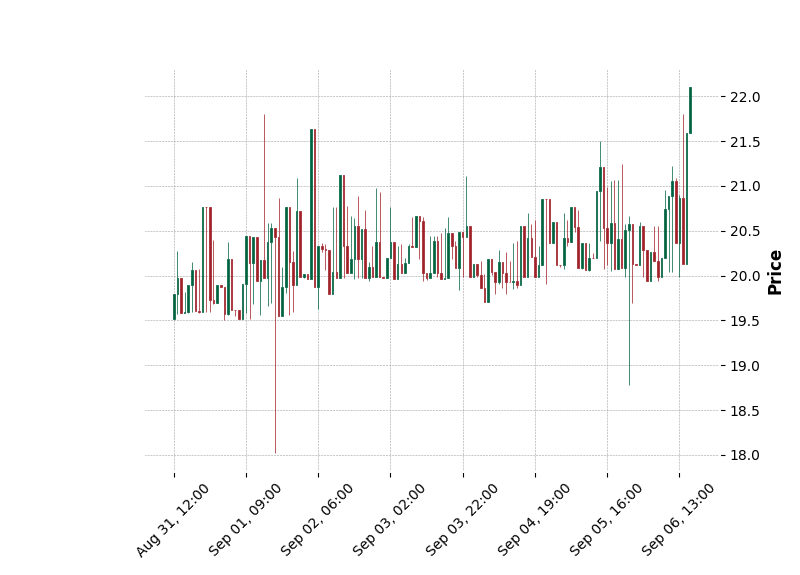 22.0
21.5
21.0
20.5
20.0
19.5
19.0
18.5
18.0
Price
Aug 31, 12:00
Sep 01, 09:00
Sep 02, 06:00
Sep 03, 02:00
Sep 03, 22:00
Sep 04, 19:00
Sep 05, 16:00
Sep 06, 13:00